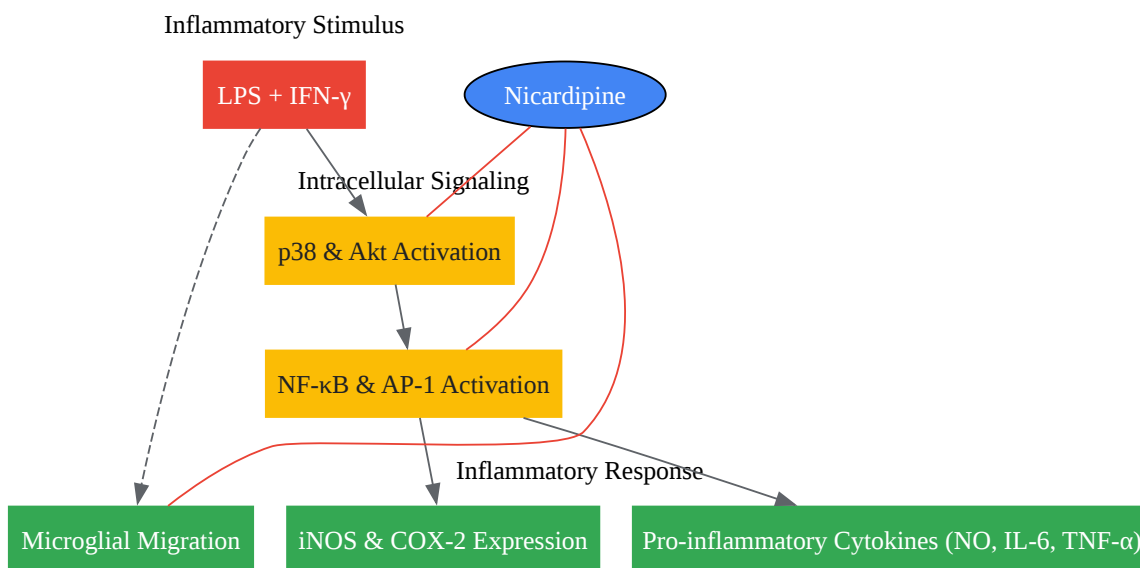 Inflammatory Stimulus
LPS + IFN-γ
Nicardipine
Intracellular Signaling
p38 & Akt Activation
NF-κB & AP-1 Activation
Inflammatory Response
Microglial Migration
iNOS & COX-2 Expression
Pro-inflammatory Cytokines (NO, IL-6, TNF-α)